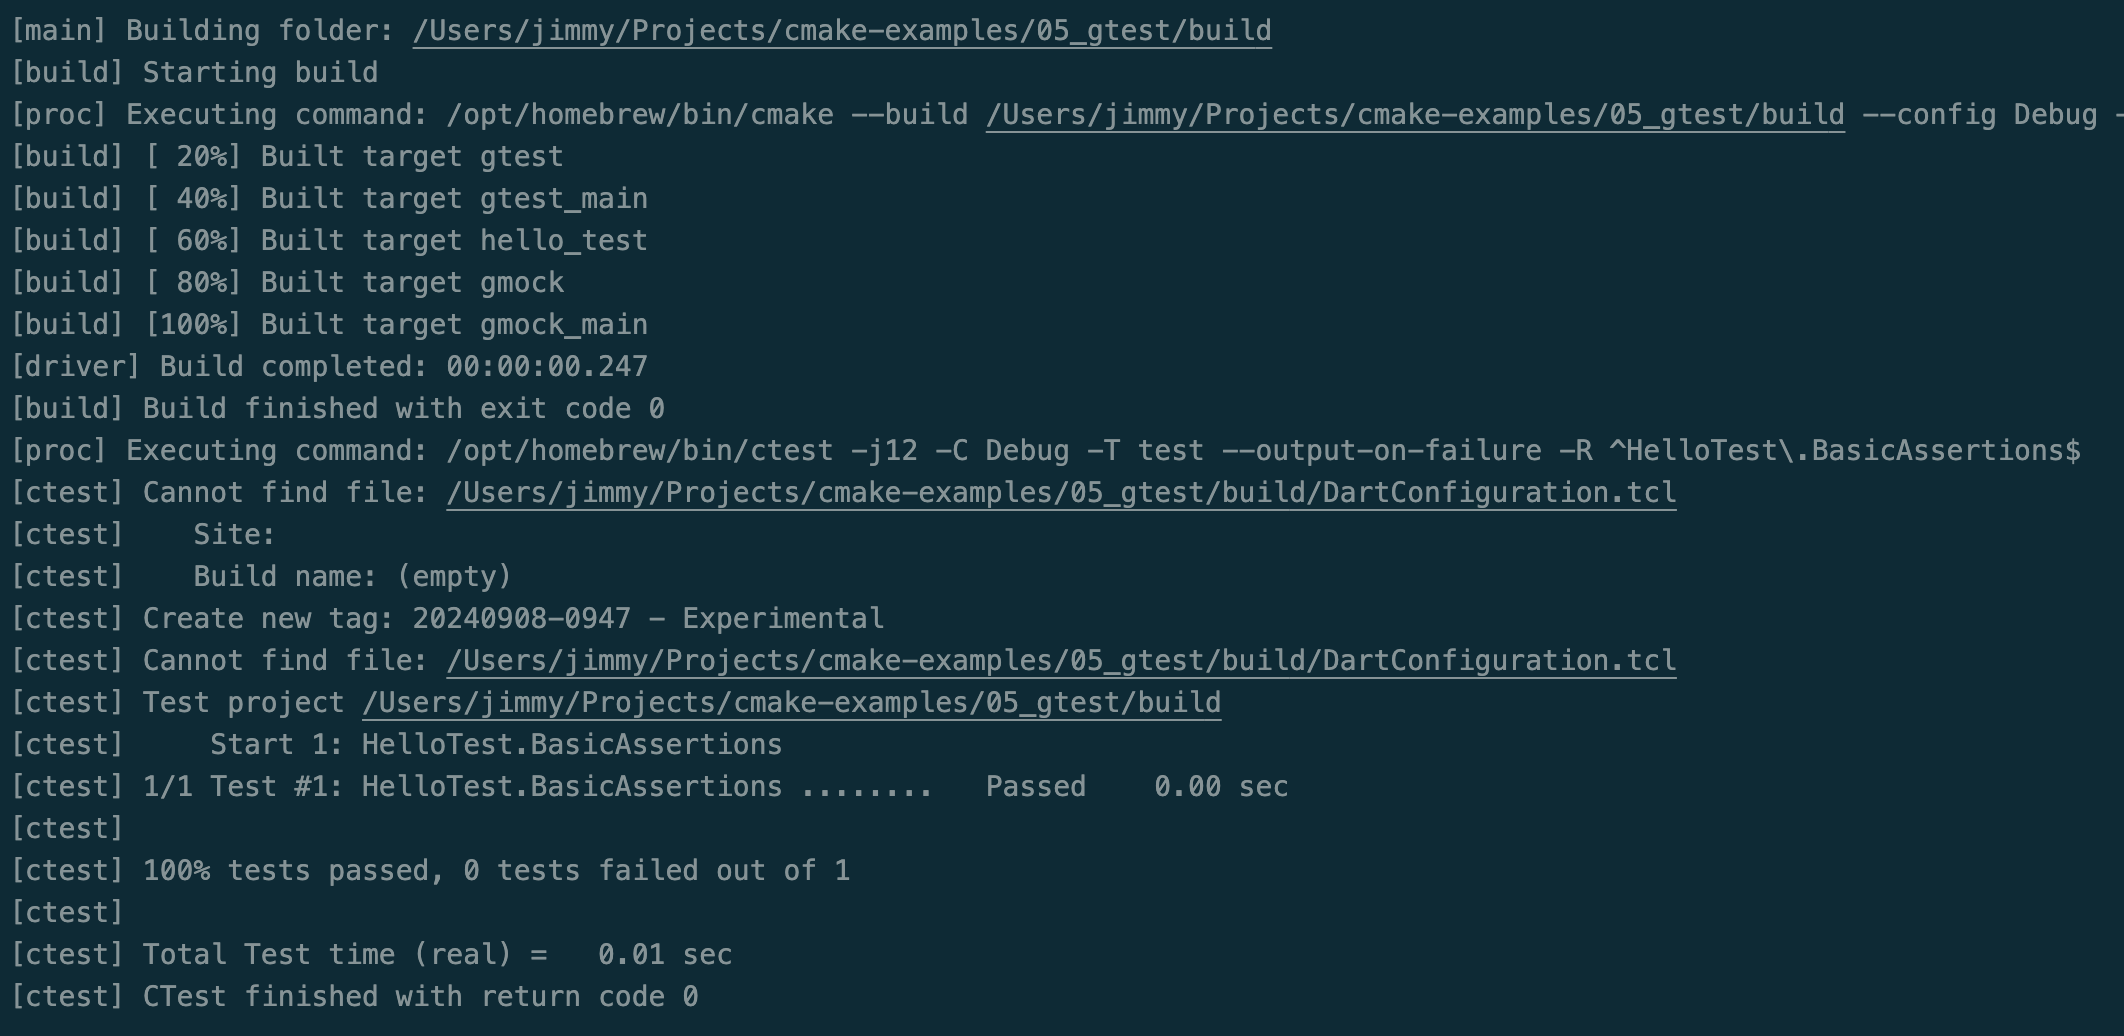 [main] Building folder: /Users/jimmy/Projects/cmake-examples/05_gtest/build
[build] Starting build
[proc] Executing command: /opt/homebrew/bin/cmake --build /Users/jimmy/Projects/cmake-examples/05_gtest/build --config Debug -
[build] [ 20%] Built target gtest
[build] [ 40%] Built target gtest_main
[build] [ 60%] Built target hello_test
[build] [ 80%] Built target gmock
[build] [100%] Built target gmock_main
[driver] Build completed: 00:00:00.247
[build] Build finished with exit code 0
[proc] Executing command: /opt/homebrew/bin/ctest -j12 -C Debug -T test --output-on-failure -R ^HelloTest\.BasicAssertions$
[ctest] Cannot find file: /Users/jimmy/Projects/cmake-examples/05_gtest/build/DartConfiguration.tcl
[ctest]    Site:
[ctest]    Build name: (empty)
[ctest] Create new tag: 20240908-0947 - Experimental
[ctest] Cannot find file: /Users/jimmy/Projects/cmake-examples/05_gtest/build/DartConfiguration.tcl
[ctest] Test project /Users/jimmy/Projects/cmake-examples/05_gtest/build
[ctest]     Start 1: HelloTest.BasicAssertions
[ctest] 1/1 Test #1: HelloTest.BasicAssertions ........   Passed    0.00 sec
[ctest]
[ctest] 100% tests passed, 0 tests failed out of 1
[ctest]
[ctest] Total Test time (real) =   0.01 sec
[ctest] CTest finished with return code 0